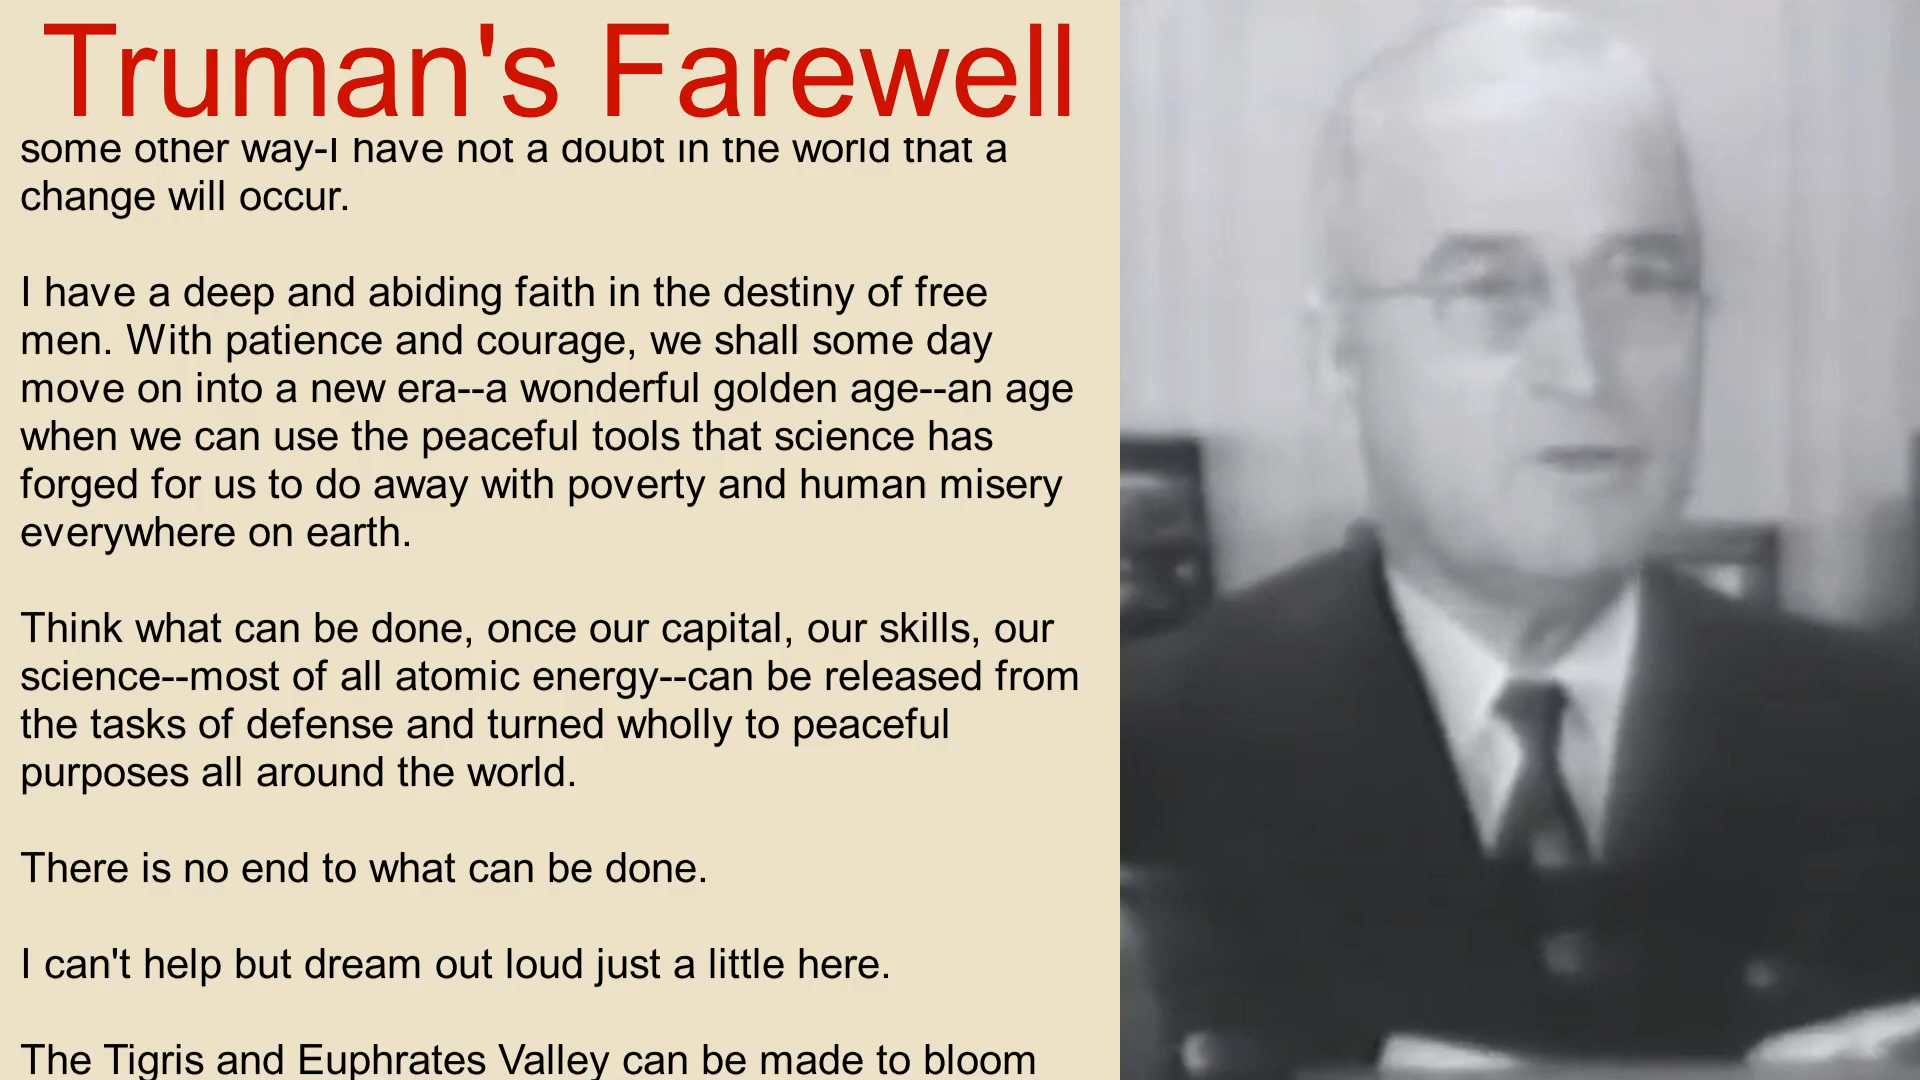 Truman's Farewell
some other way-I have not a doubt in the world that a
change will occur.
I have a deep and abiding faith in the destiny of free
men. With patience and courage, we shall some day
move on into a new era--a wonderful golden age--an age
when we can use the peaceful tools that science has
forged for us to do away with poverty and human misery
everywhere on earth.
Think what can be done, once our capital, our skills, our
science--most of all atomic energy--can be released from
the tasks of defense and turned wholly to peaceful
purposes all around the world.
There is no end to what can be done.
I can't help but dream out loud just a little here.
The Tigris and Euphrates Valley can be made to bloom